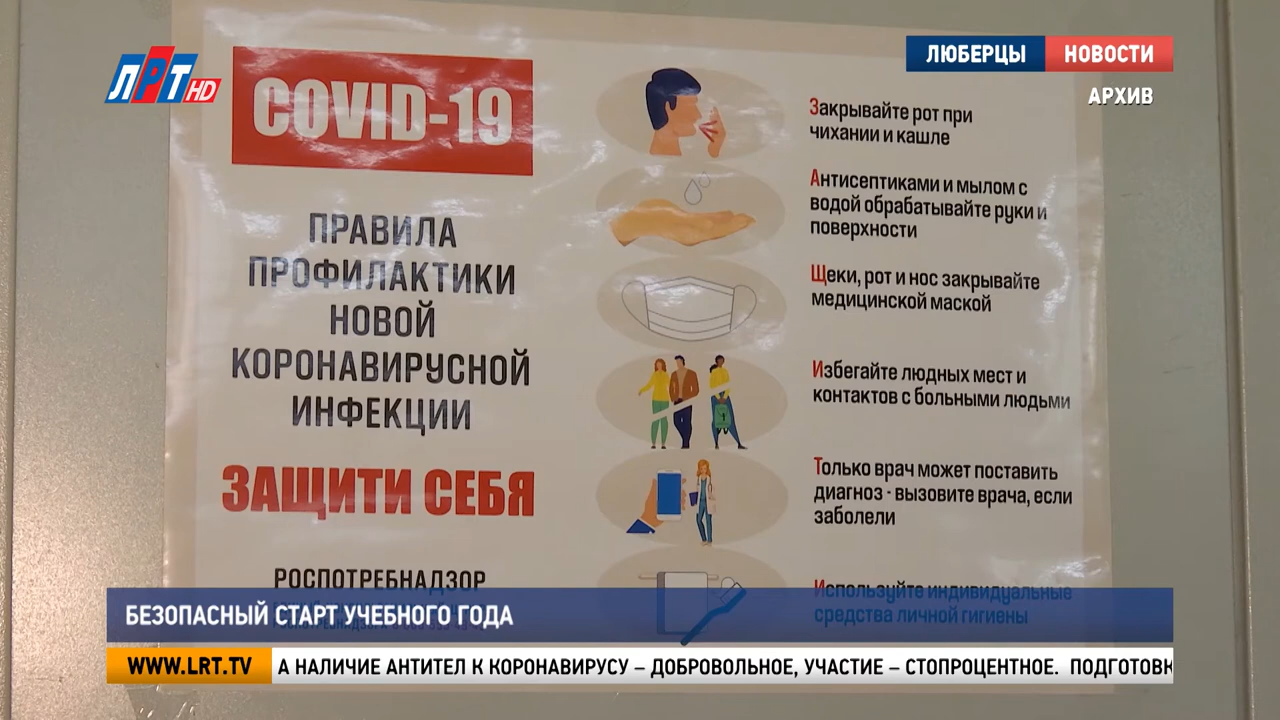 ЛРТ HD
ЛЮБЕРЦЫ НОВОСТИ
АРХИВ
COVID-19
ПРАВИЛА
ПРОФИЛАКТИКИ
НОВОЙ
КОРОНАВИРУСНОЙ
ИНФЕКЦИИ
ЗАЩИТИ СЕБЯ
РОСПОТРЕБНАДЗОР
Закрывайте рот при
чихании и кашле
Антисептиками и мылом с
водой обрабатывайте руки и
поверхности
Щеки, рот и нос закрывайте
медицинской маской
Избегайте людных мест и
контактов с больными людьми
Только врач может поставить
диагноз - вызовите врача, если
заболели
Используйте индивидуальные
средства личной гигиены
БЕЗОПАСНЫЙ СТАРТ УЧЕБНОГО ГОДА
WWW.LRT.TV
А НАЛИЧИЕ АНТИТЕЛ К КОРОНАВИРУСУ – ДОБРОВОЛЬНОЕ, УЧАСТИЕ – СТОПРОЦЕНТНОЕ. ПОДГОТОВК